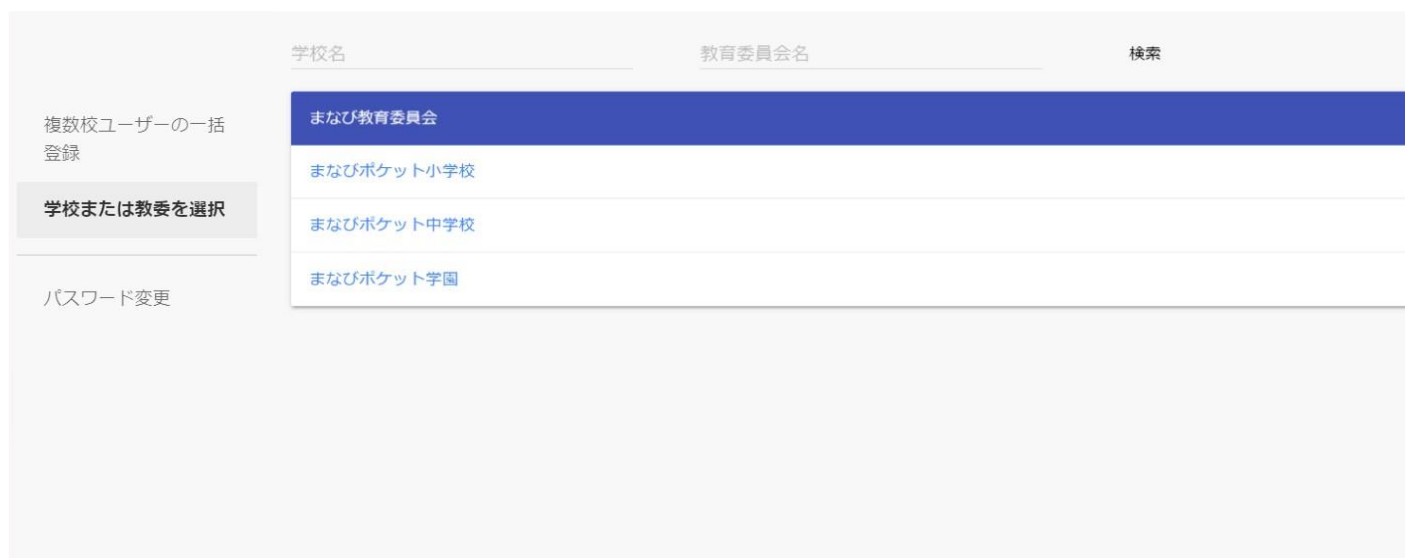 学校名
教育委員会名
検索
複数校ユーザーの一括
登録
学校または教委を選択
パスワード変更
まなび教育委員会
まなびポケット小学校
まなびポケット中学校
まなびポケット学園